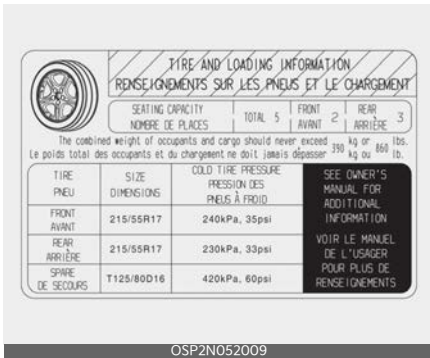 TIRE AND LOADING INFORMATION
RENSEIGNEMENTS SUR LES PNEUS ET LE CHARGEMENT
SEATING CAPACITY
NOMBRE DE PLACES
TOTAL 5
FRONT
AVANT
2
REAR
ARRIÈRE
3
The combined weight of occupants and cargo should never exceed 390 kg or 860 lbs.
Le poids total des occupants et du chargement ne doit jamais dépasser kg ou lb.
TIRE
PNEU
SIZE
DIMENSIONS
COLD TIRE PRESSURE
PRESSION DES
PNEUS À FROID
SEE OWNER'S
MANUAL FOR
ADDITIONAL
INFORMATION
VOIR LE MANUEL
DE L'USAGER
POUR PLUS DE
RENSEIGNEMENTS
FRONT
AVANT
215/55R17
240kPa, 35psi
REAR
ARRIÈRE
215/55R17
230kPa, 33psi
SPARE
DE SECOURS
T125/80D16
420kPa, 60psi
OSP2N052009